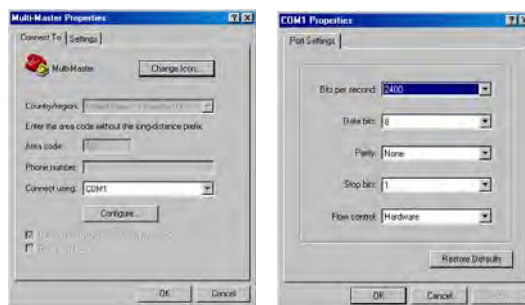 Multi-Master Properties
Connect To
Settings
Multi-Master
Change Icon...
Country/region:
Enter the area code without the long-distance prefix.
Area code:
Phone number:
Connect using:
COM1
Configure...
OK
Cancel
COM1 Properties
Port Settings
Bits per second:
2400
Data bits:
8
Parity:
None
Stop bits:
1
Flow control:
Hardware
Restore Defaults
OK
Cancel